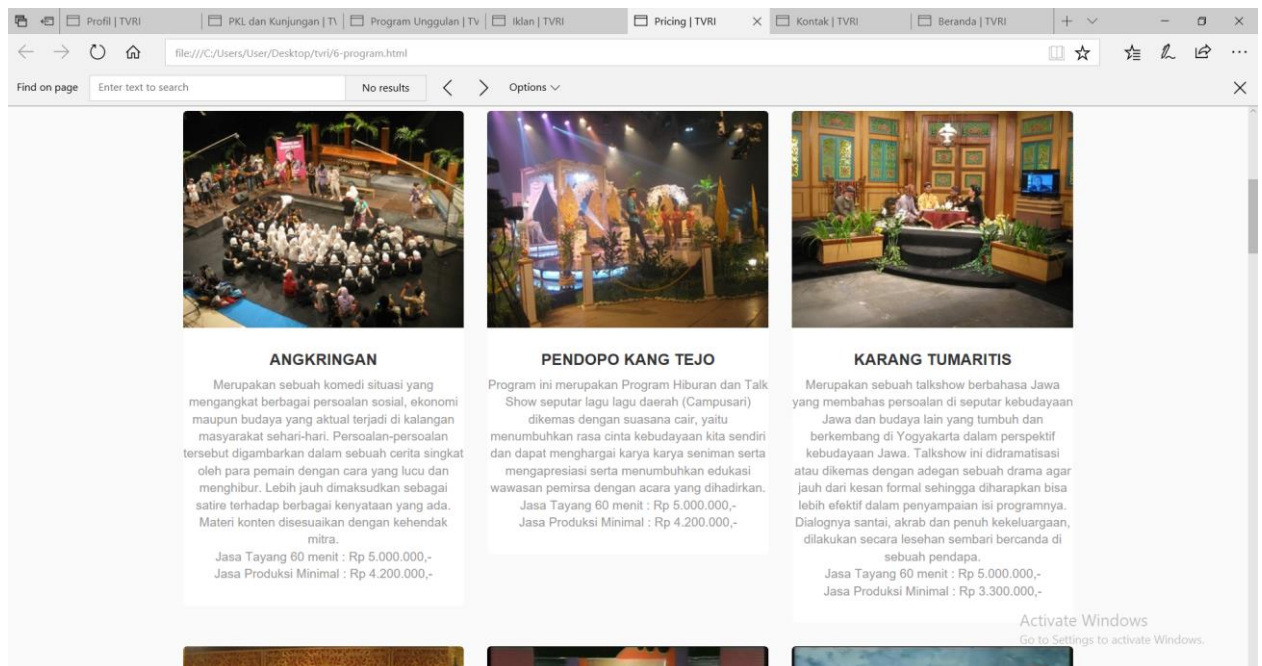 Profil | TVRI
PKL dan Kunjungan | T\
Program Unggulan | TV
Iklan | TVRI
Pricing | TVRI
Kontak | TVRI
Beranda | TVRI
file:///C:/Users/User/Desktop/tvri/6-program.html
Find on page
Enter text to search
No results
Options
ANGKRINGAN
Merupakan sebuah komedi situasi yang
mengangkat berbagai persoalan sosial, ekonomi
maupun budaya yang aktual terjadi di kalangan
masyarakat sehari-hari. Persoalan-persoalan
tersebut digambarkan dalam sebuah cerita singkat
oleh para pemain dengan cara yang lucu dan
menghibur. Lebih jauh dimaksudkan sebagai
satire terhadap berbagai kenyataan yang ada.
Materi konten disesuaikan dengan kehendak
mitra.
Jasa Tayang 60 menit : Rp 5.000.000,-
Jasa Produksi Minimal : Rp 4.200.000,-
PENDOPO KANG TEJO
Program ini merupakan Program Hiburan dan Talk
Show seputar lagu lagu daerah (Campusari)
dikemas dengan suasana cair, yaitu
menumbuhkan rasa cinta kebudayaan kita sendiri
dan dapat menghargai karya karya seniman serta
mengapresiasi serta menumbuhkan edukasi
wawasan pemirsa dengan acara yang dihadirkan.
Jasa Tayang 60 menit : Rp 5.000.000,-
Jasa Produksi Minimal : Rp 4.200.000,-
KARANG TUMARITIS
Merupakan sebuah talkshow berbahasa Jawa
yang membahas persoalan di seputar kebudayaan
Jawa dan budaya lain yang tumbuh dan
berkembang di Yogyakarta dalam perspektif
kebudayaan Jawa. Talkshow ini didramatisasi
atau dikemas dengan adegan sebuah drama agar
jauh dari kesan formal sehingga diharapkan bisa
lebih efektif dalam penyampaian isi programnya.
Dialognya santai, akrab dan penuh kekeluargaan,
dilakukan secara lesehan sembari bercanda di
sebuah pendapa.
Jasa Tayang 60 menit : Rp 5.000.000,-
Jasa Produksi Minimal : Rp 3.300.000,-
Activate Windows
Go to Settings to activate Windows.